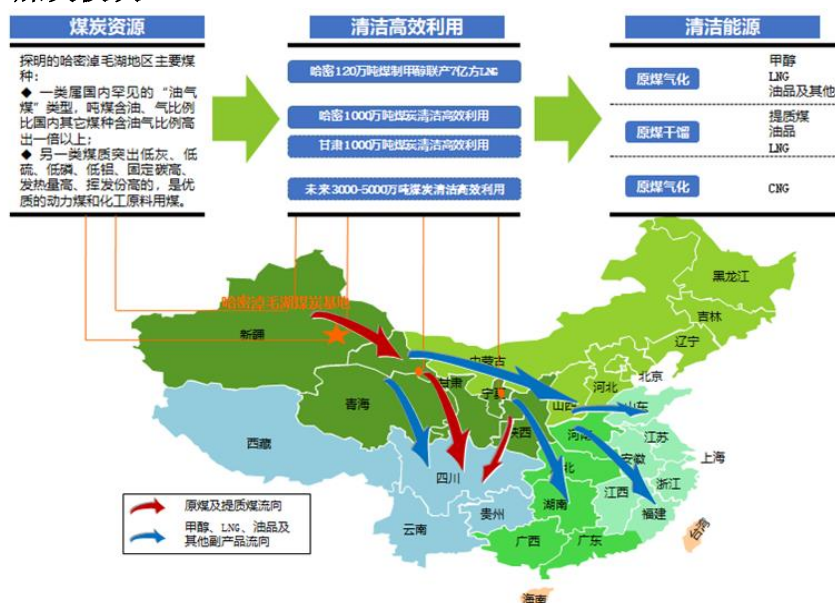 煤炭资源
探明的哈密淖毛湖地区主要煤
种：
◆ 一类属国内罕见的“油气
煤”类型，吨煤含油、气比例
比国内其它煤种含油气比例高
出一倍以上；
◆ 另一类煤质突出低灰、低
硫、低磷、低铝、固定碳高、
发热量高、挥发份高的，是优
质的动力煤和化工原料用煤。
清洁高效利用
哈密120万吨煤制甲醇联产7亿方LNG
哈密1000万吨煤炭清洁高效利用
甘肃1000万吨煤炭清洁高效利用
未来3000-5000万吨煤炭清洁高效利用
清洁能源
原煤气化
甲醇
LNG
油品及其他
原煤干馏
提质煤
油品
LNG
原煤气化
CNG
哈密淖毛湖煤炭基地
新疆
黑龙江
吉林
辽宁
内蒙古
北京
河北
甘肃
宁夏
山西
山东
青海
陕西
河南
江苏
西藏
安徽
上海
四川
北
浙江
江西
湖南
贵州
福建
云南
台湾
广西
广东
海南
原煤及提质煤流向
甲醇、LNG、油品及
其他副产品流向